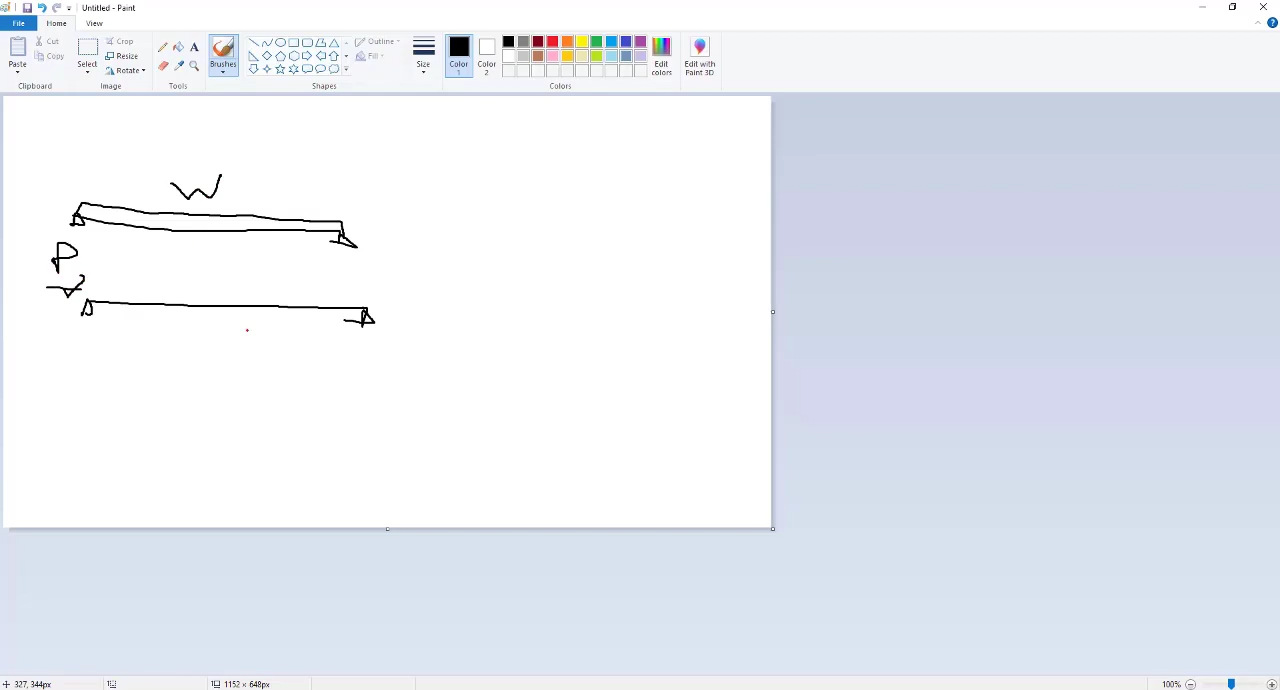 Untitled - Paint
File Home View
Paste
Cut
Copy
Clipboard
Select
Crop
Resize
Rotate
Image
Tools
Brushes
Outline
Fill
Shapes
Size
Color 1
Color 2
Edit colors
Colors
Edit with Paint 3D
W
P
327, 344px
1152 × 648px
100%